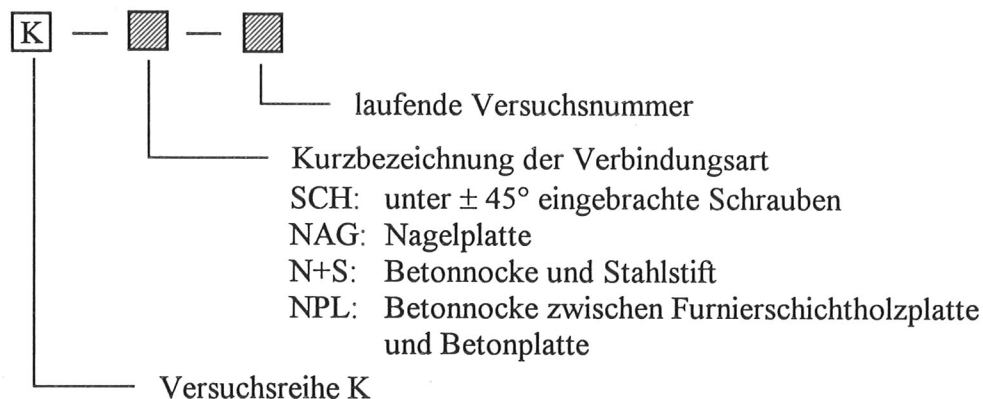 K — —
laufende Versuchsnummer
Kurzbezeichnung der Verbindungsart
SCH: unter ± 45° eingebrachte Schrauben
NAG: Nagelplatte
N+S: Betonnocke und Stahlstift
NPL: Betonnocke zwischen Furnierschichtholzplatte
und Betonplatte
Versuchsreihe K